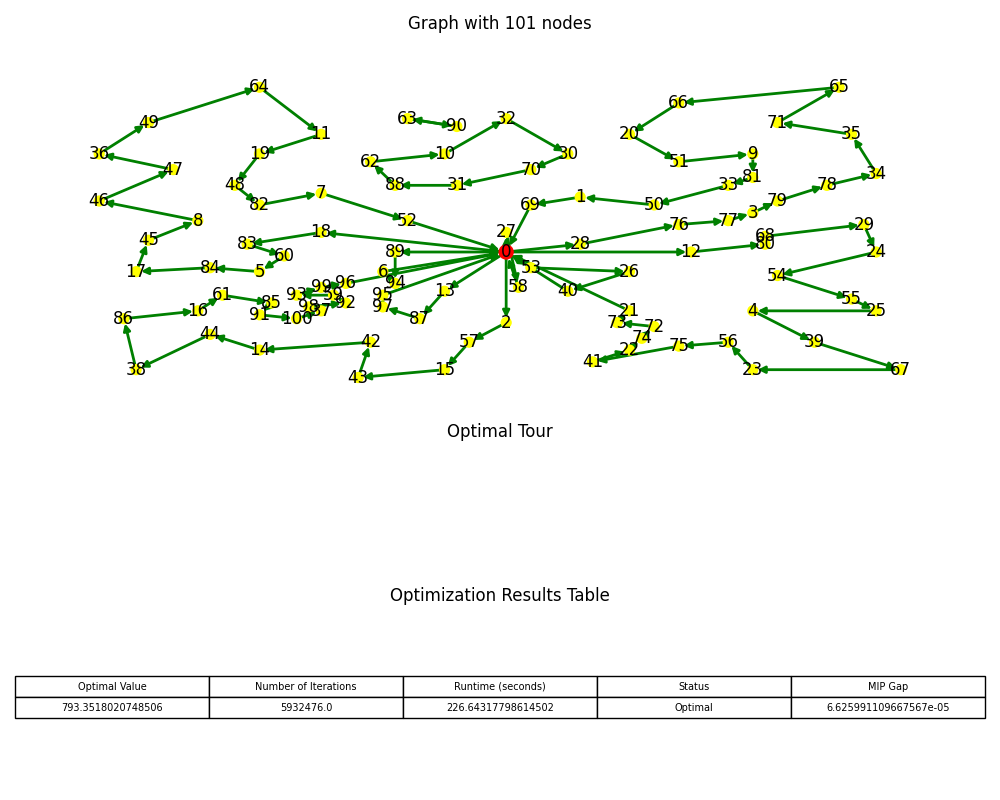 Graph with 101 nodes
64 65
66
49 63 90 32 71
11 20 35
36 19 10 30 9
62 51
47 70 81 34
48 88 31 33 78
7 1
46 82 69 50 79
3
8 52 76 77 29
18 27 68
45 83 28 80
60 89 0 12 24
17 84 5 6 53 26 54
99 96 94 58
61 93 59 95 13 40 55
85 98 92 97
16 91 37 21 4 25
86 100 87 2 73 72
44 74
42 57 56 39
14 22 75
41
38 15 23 67
43
Optimal Tour
Optimization Results Table
Optimal Value Number of Iterations Runtime (seconds) Status MIP Gap
793.3518020748506 5932476.0 226.64317798614502 Optimal 6.625991109667567e-05